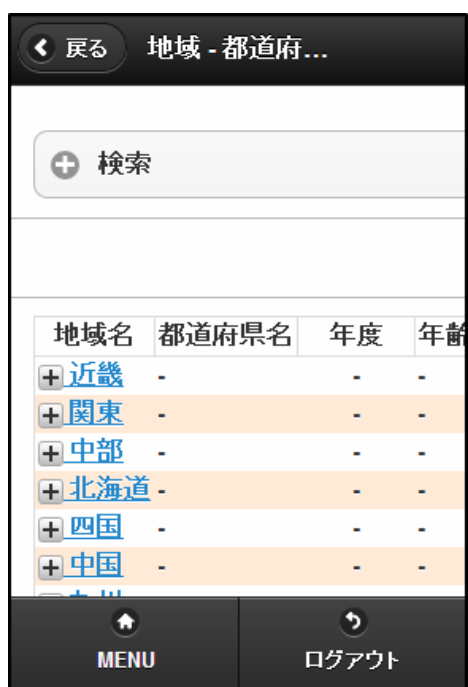 戻る 地域 - 都道府...
検索
地域名 都道府県名 年度 年齢
近畿 - - -
関東 - - -
中部 - - -
北海道 - - -
四国 - - -
中国 - - -
MENU ログアウト